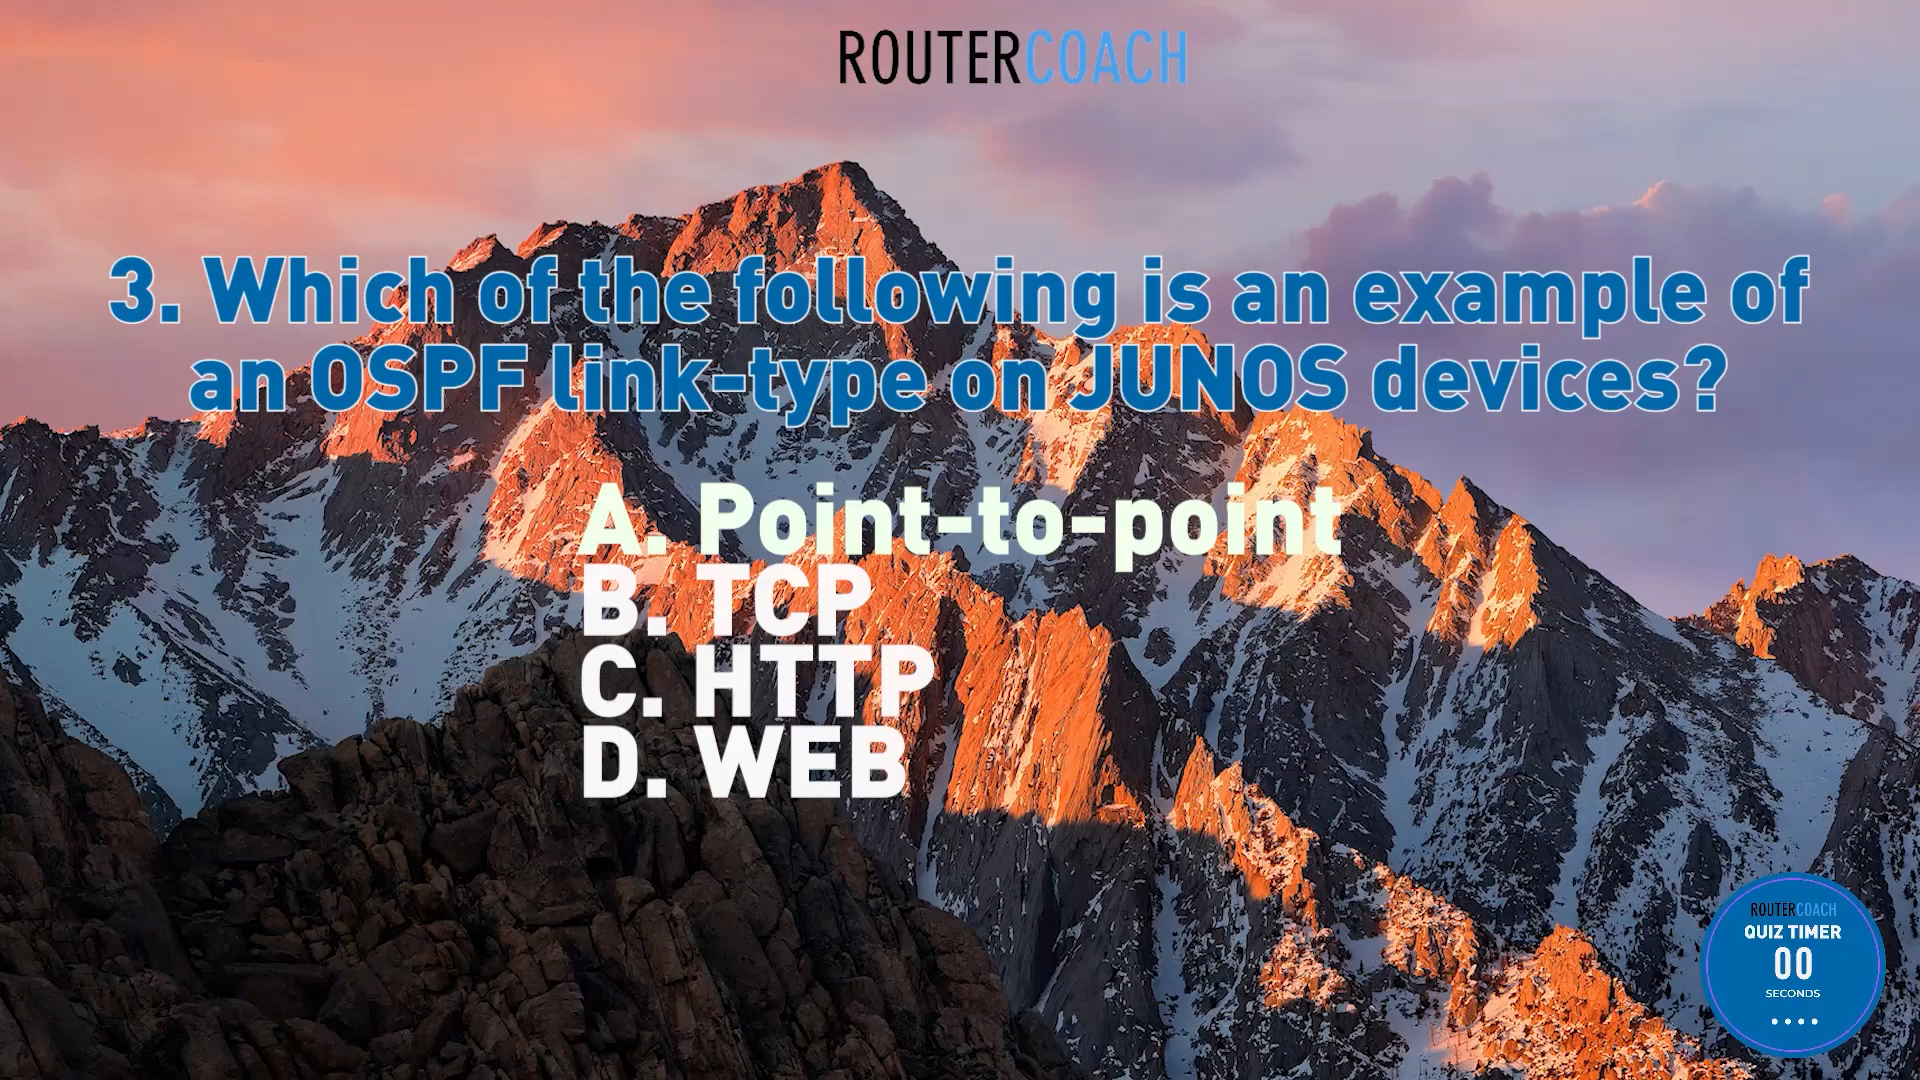 ROUTERCOACH
3. Which of the following is an example of
an OSPF link-type on JUNOS devices?
A. Point-to-point
B. TCP
C. HTTP
D. WEB
ROUTERCOACH
QUIZ TIMER
00
SECONDS